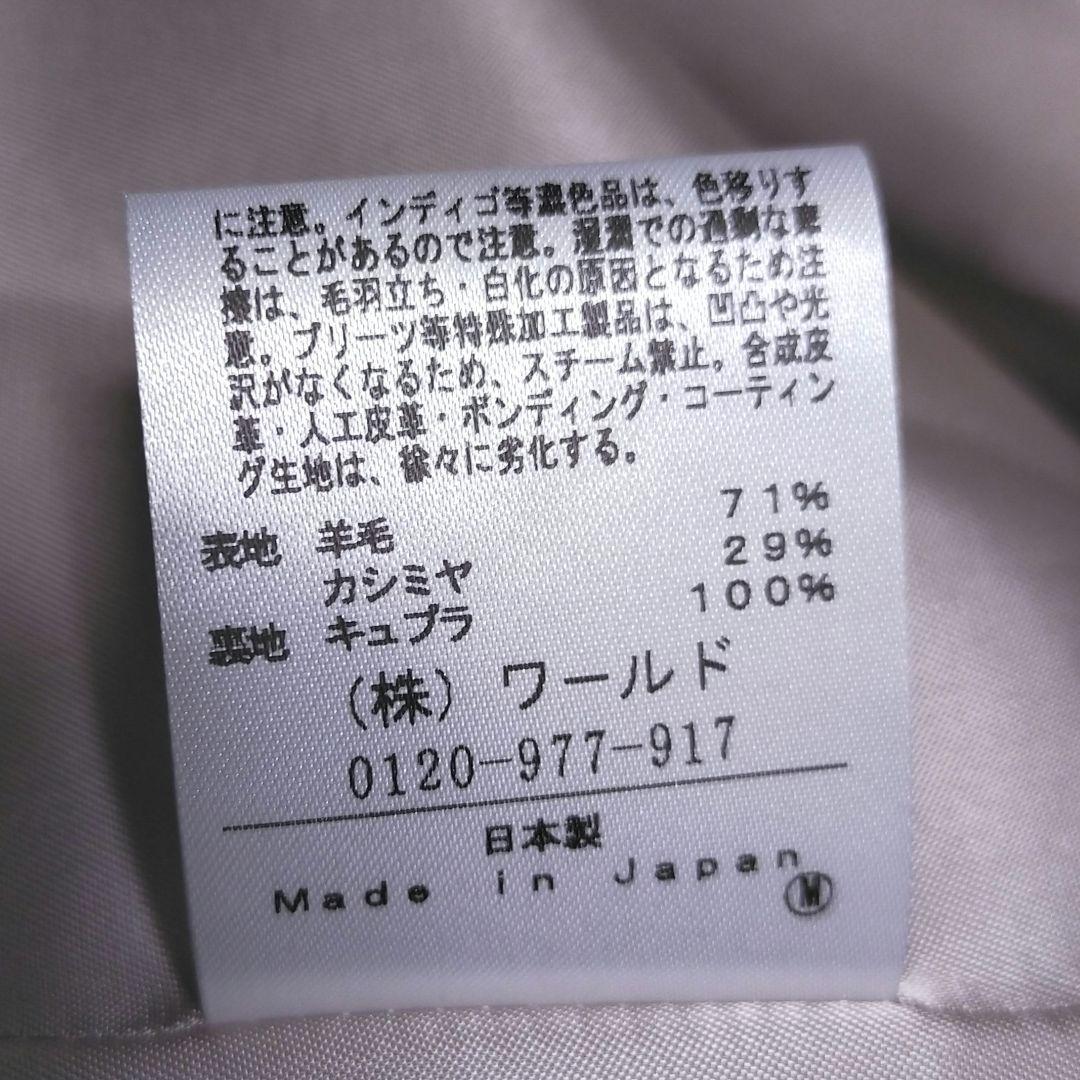 に注意。インディゴ等濃色品は、色移りす
ることがあるので注意。湿潤での過剰な摩
擦は、毛羽立ち・白化の原因となるため注
意。プリーツ等特殊加工製品は、凹凸や光
沢がなくなるため、スチーム禁止。合成皮
革・人工皮革・ボンディング・コーティン
グ生地は、徐々に劣化する。
表地 羊毛 71%
カシミヤ 29%
裏地 キュプラ 100%
(株) ワールド
0120-977-917
日本製
Made in Japan
M